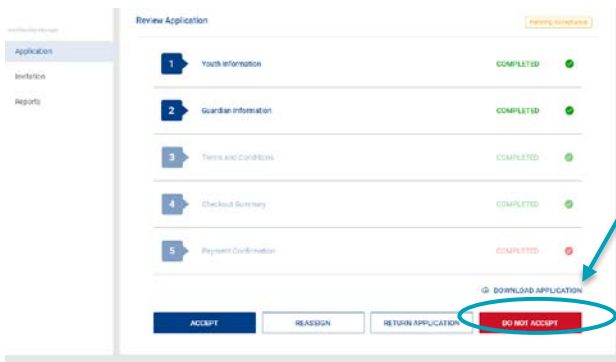 Review Application
Pending Acceptance
Application
Invitation
Reports
1 Youth Information COMPLETED
2 Guardian Information COMPLETED
3 Terms and Conditions COMPLETED
4 Checkout Summary COMPLETED
5 Payment Confirmation COMPLETED
DOWNLOAD APPLICATION
ACCEPT REASSIGN RETURN APPLICATION DO NOT ACCEPT